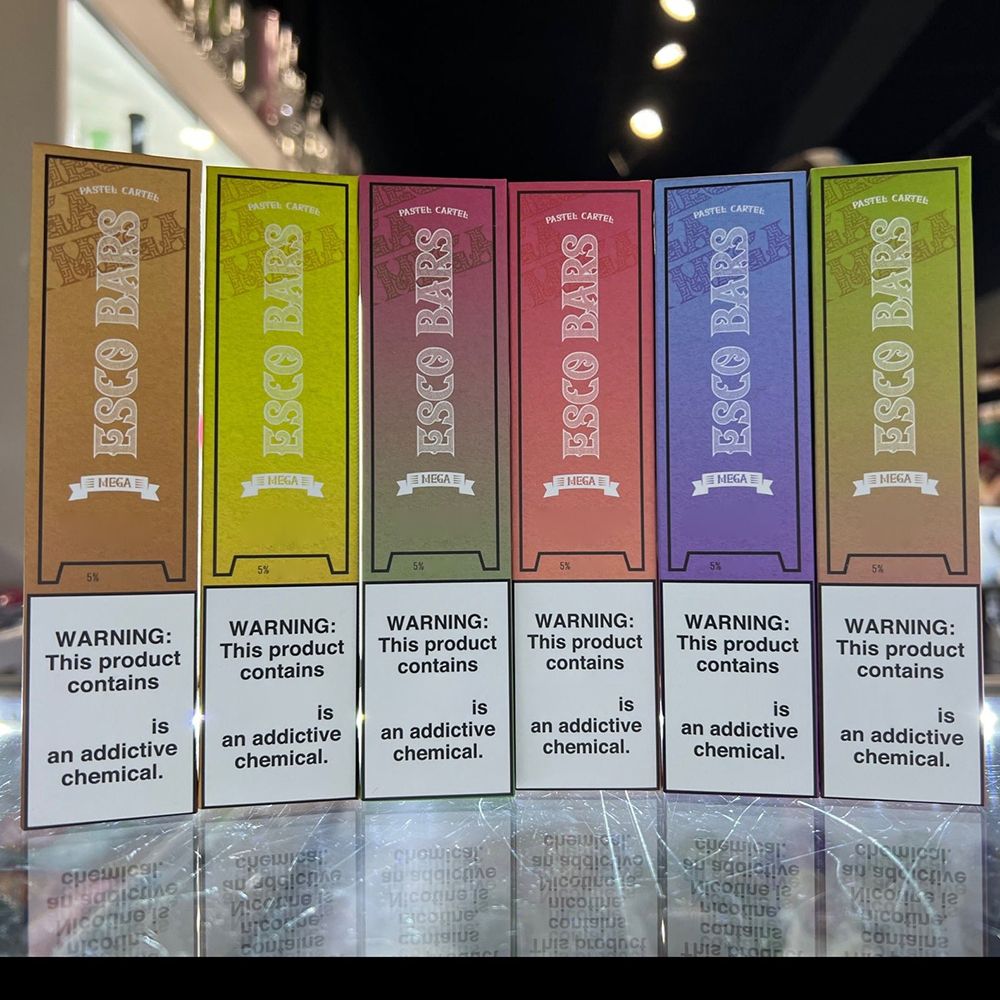 PASTEL CARTEL
ESCO BARS
MEGA
5%
WARNING:
This product
contains
is
an addictive
chemical.
PASTEL CARTEL
ESCO BARS
MEGA
5%
WARNING:
This product
contains
is
an addictive
chemical.
PASTEL CARTEL
ESCO BARS
MEGA
5%
WARNING:
This product
contains
is
an addictive
chemical.
PASTEL CARTEL
ESCO BARS
MEGA
5%
WARNING:
This product
contains
is
an addictive
chemical.
PASTEL CARTEL
ESCO BARS
MEGA
5%
WARNING:
This product
contains
is
an addictive
chemical.
PASTEL CARTEL
ESCO BARS
MEGA
5%
WARNING:
This product
contains
is
an addictive
chemical.